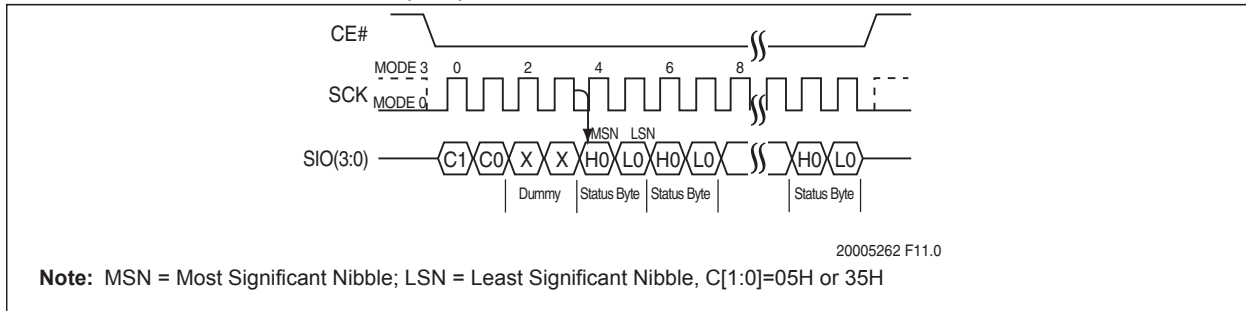 CE#
MODE 3 0 2 4 6 8
SCK
MODE 0
MSN LSN
SIO(3:0) C1 C0 X X H0 L0 H0 L0 H0 L0
Dummy Status Byte Status Byte Status Byte
20005262 F11.0
Note: MSN = Most Significant Nibble; LSN = Least Significant Nibble, C[1:0]=05H or 35H